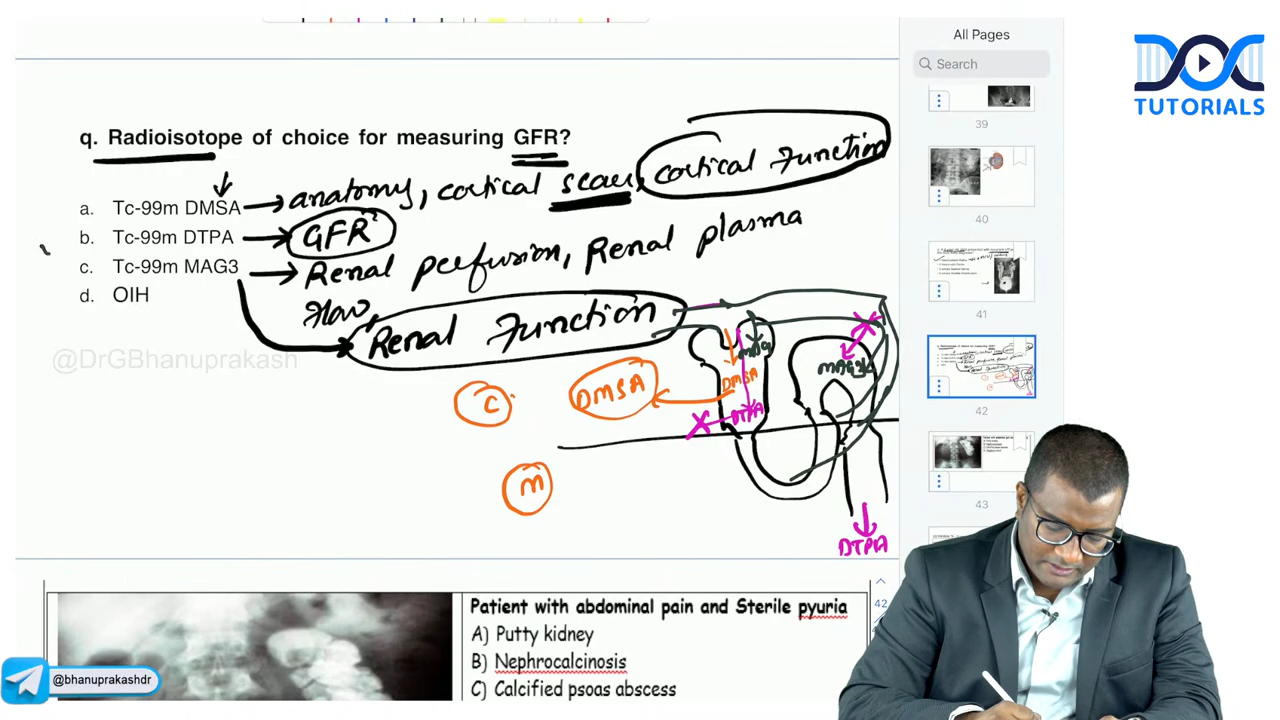 All Pages
Search
DOC
TUTORIALS
39
q. Radioisotope of choice for measuring GFR?
anatomy, cortical scar, cortical Function
a. Tc-99m DMSA
b. Tc-99m DTPA
GFR
c. Tc-99m MAG3
Renal perfusion, Renal plasma
flow,
d. OIH
Renal Function
@DrGBhanuprakash
40
41
42
43
MAG3
DMSA
DMSA
DTPA
C
M
DTPA
42
Patient with abdominal pain and Sterile pyuria
A) Putty kidney
B) Nephrocalcinosis
C) Calcified psoas abscess
@bhanuprakashdr